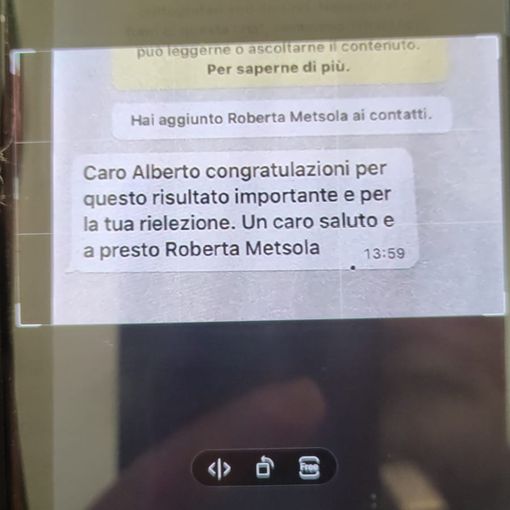 può leggerne o ascoltarne il contenuto.
Per saperne di più.
Hai aggiunto Roberta Metsola ai contatti.
Caro Alberto congratulazioni per
questo risultato importante e per
la tua rielezione. Un caro saluto e
a presto Roberta Metsola
13:59
Free